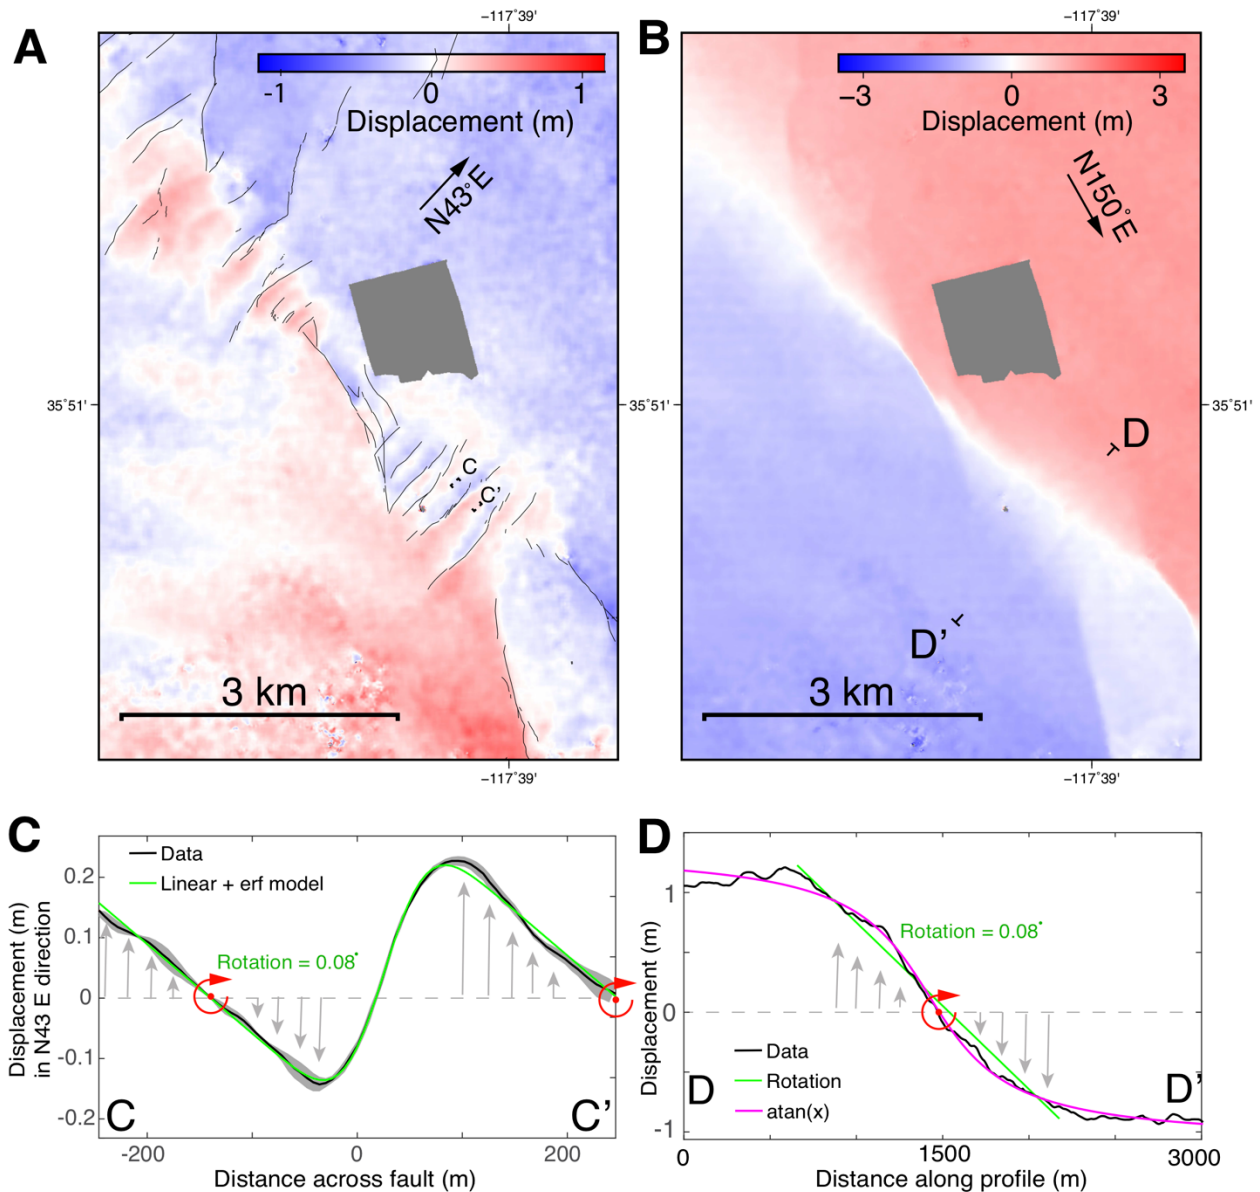 A
−117°39'
-1 0 1
Displacement (m)
N43°E
35°51'
C
C'
3 km
−117°39'
B
−117°39'
−3 0 3
Displacement (m)
N150°E
35°51'
35°51'
D
D'
3 km
−117°39'
C
Data
Linear + erf model
Rotation = 0.08°
0.2
0.1
0
-0.1
-0.2
Displacement (m)
in N43 E direction
C
C'
-200 0 200
Distance across fault (m)
D
Rotation = 0.08°
1
0
-1
Displacement (m)
Data
Rotation
atan(x)
D
D'
0 1500 3000
Distance along profile (m)